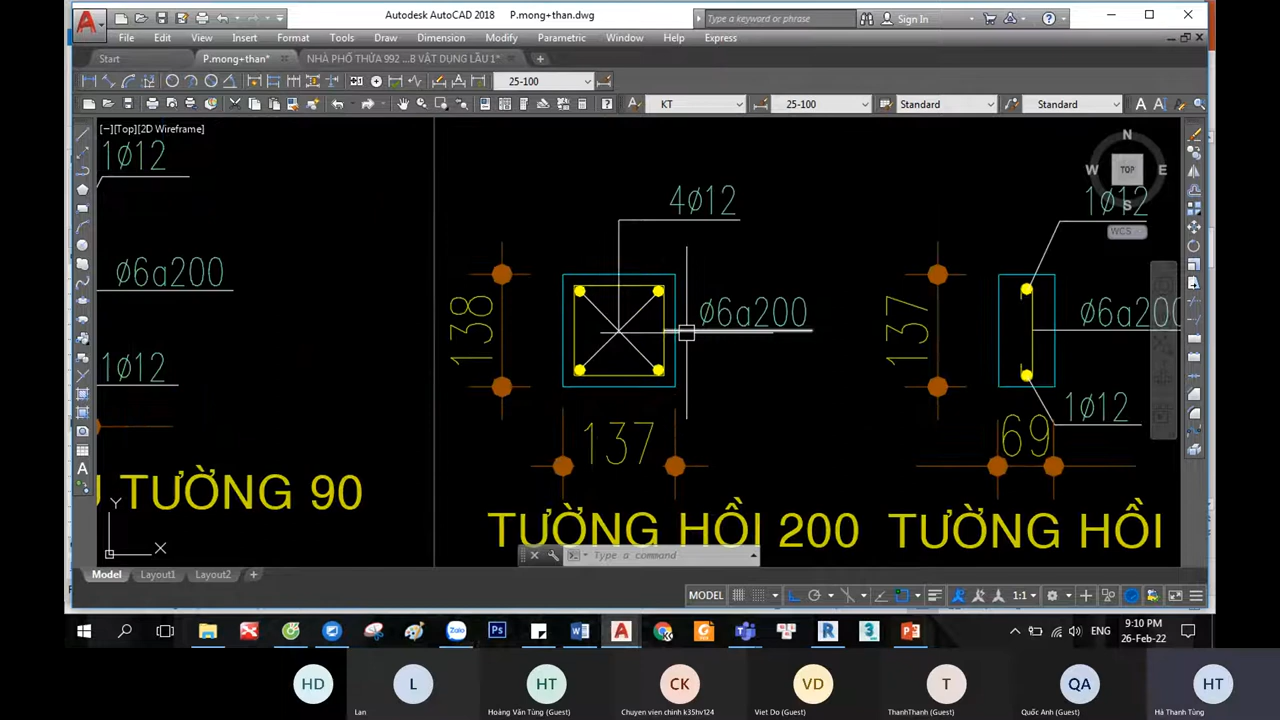 Autodesk AutoCAD 2018 P.mong+than.dwg
Type a keyword or phrase
Sign In
File Edit View Insert Format Tools Draw Dimension Modify Parametric Window Help Express
Start P.mong+than* NHÀ PHỐ THỬA 992 ...B VẬT DỤNG LẦU 1*
25-100
KT 25-100 Standard Standard
[−][Top][2D Wireframe]
N
W TOP E
S
WCS
1ø12
4ø12
1ø12
ø6a200
ø6a200
ø6a200
138
137
1ø12
1ø12
137
69
TƯỜNG 90
TƯỜNG HỒI 200
TƯỜNG HỒI
Y
X
Type a command
Model Layout1 Layout2
MODEL 1:1
ENG
9:10 PM
26-Feb-22
HD L HT CK VD T QA HT
Lan
Hoàng Văn Tùng (Guest)
Chuyen vien chinh k35hv124
Viet Do (Guest)
ThanhThanh (Guest)
Quốc Anh (Guest)
Hà Thanh Tùng